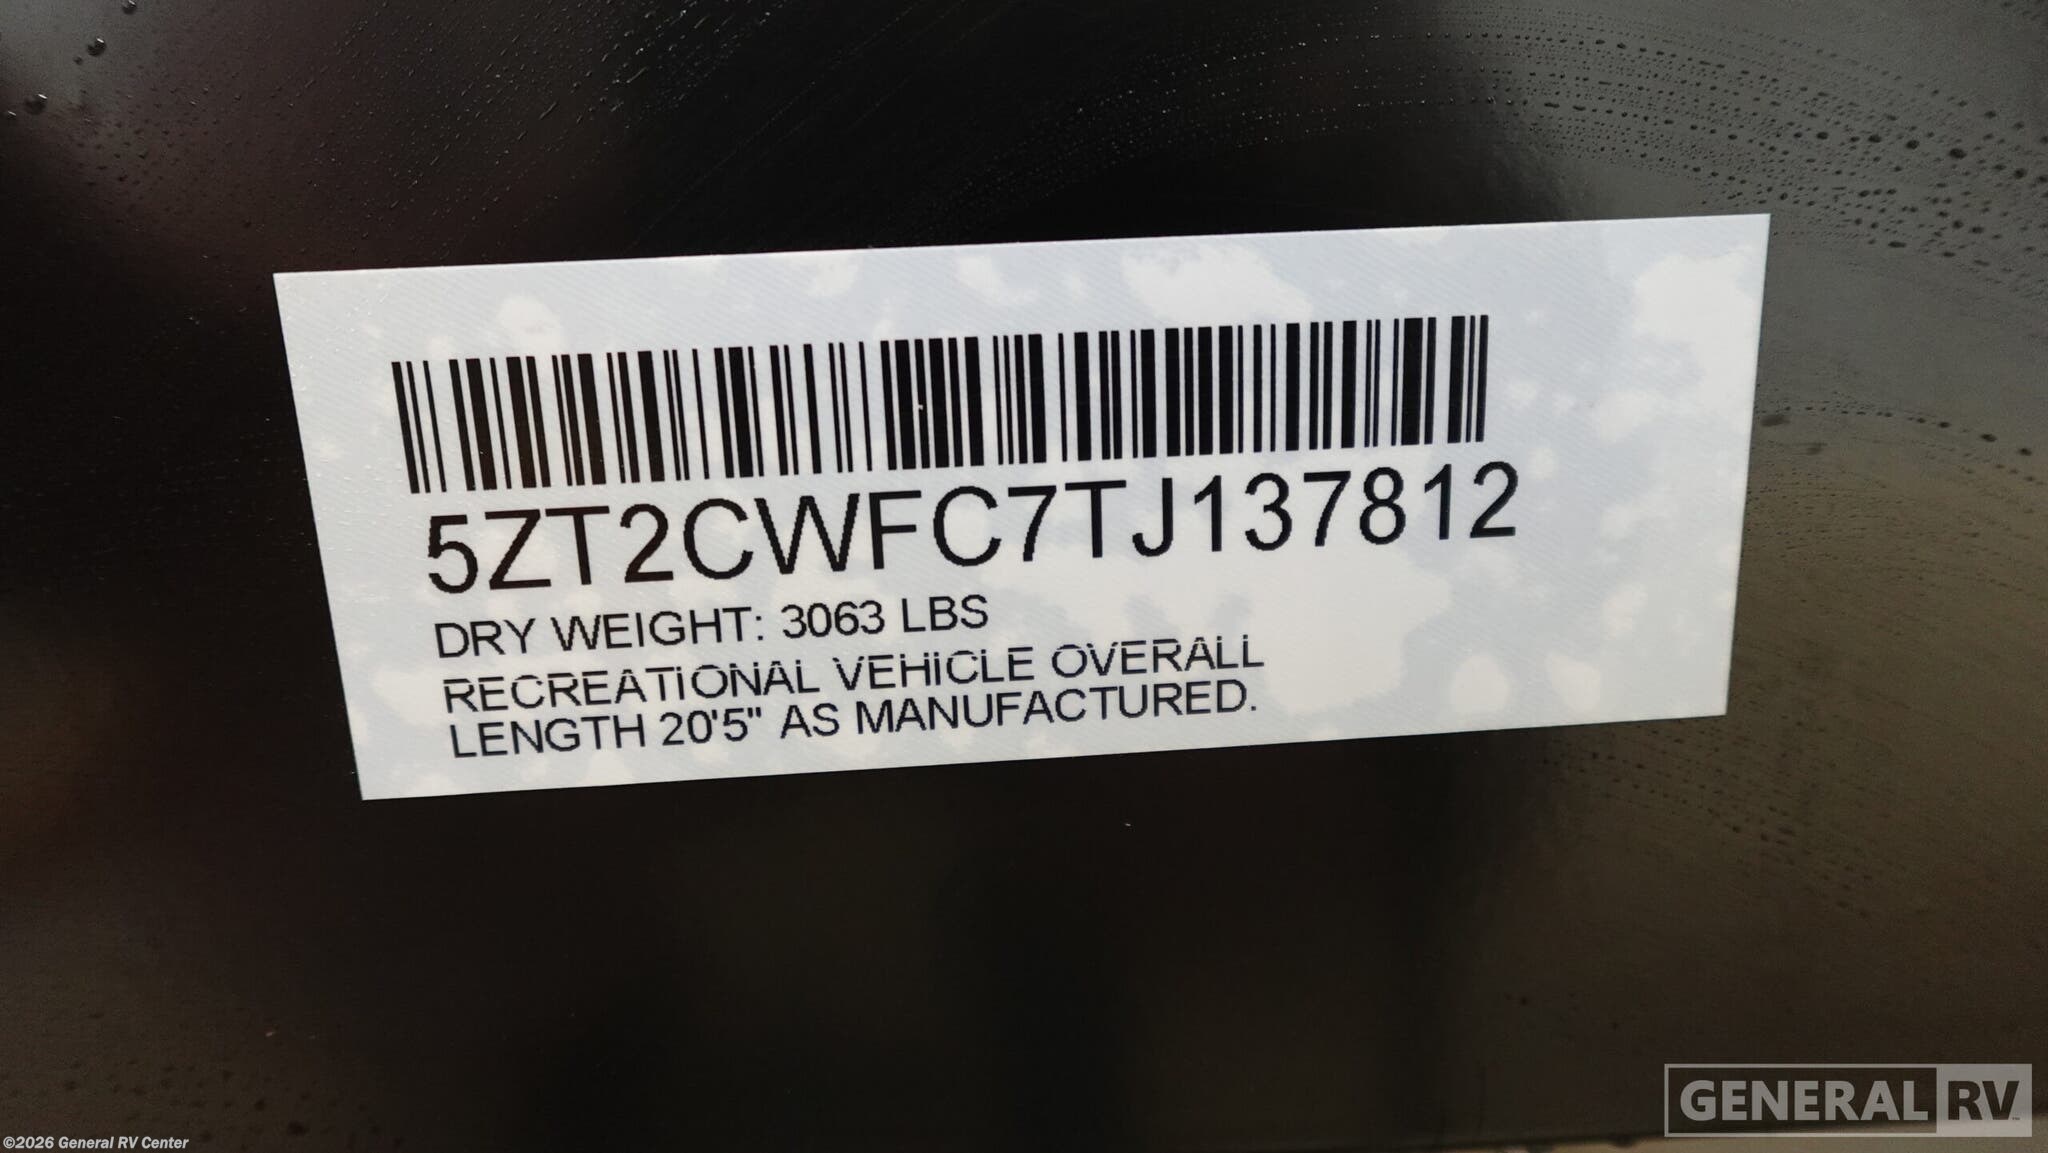 5ZT2CWFC7TJ137812
DRY WEIGHT: 3063 LBS
RECREATIONAL VEHICLE OVERALL
LENGTH 20'5" AS MANUFACTURED.
GENERAL RV
©2026 General RV Center